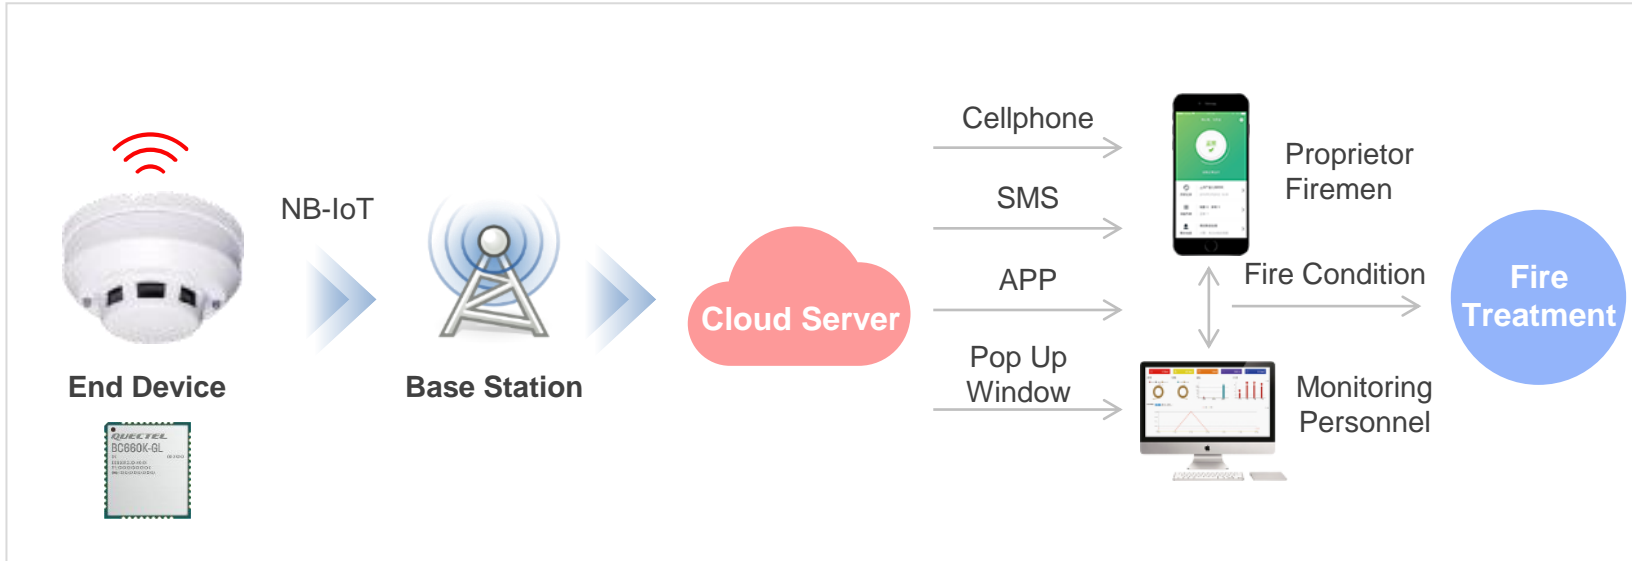 NB-IoT
End Device
QUECTEL
BC660K-GL
Base Station
Cloud Server
Cellphone
SMS
APP
Pop Up
Window
Proprietor
Firemen
Fire Condition
Monitoring
Personnel
Fire
Treatment